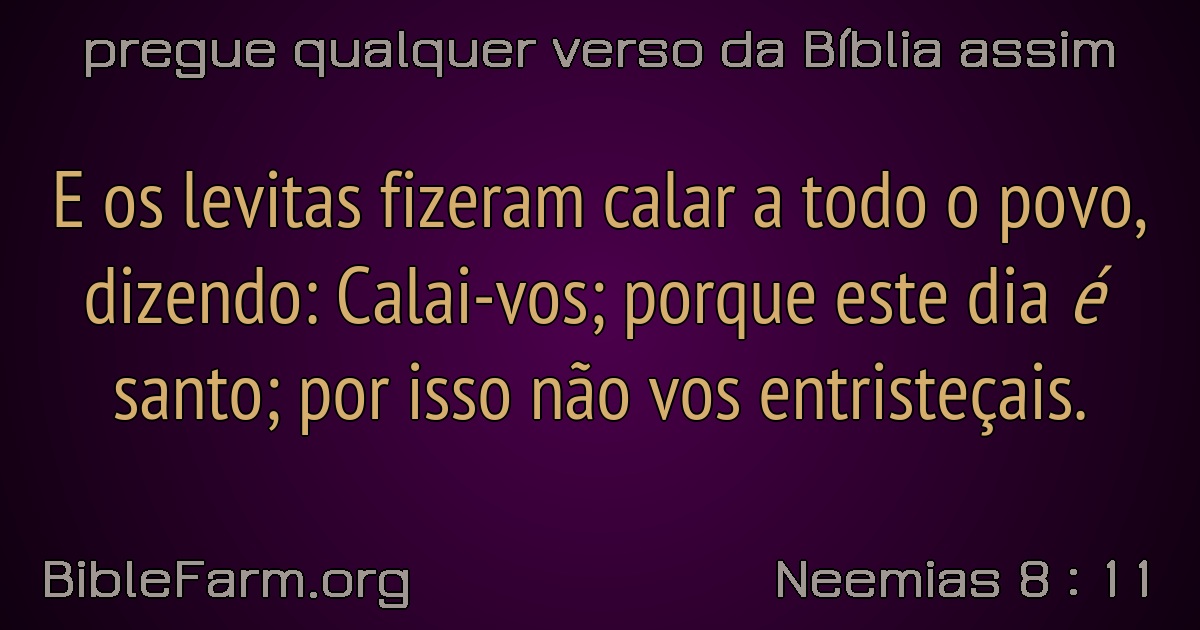 pregue qualquer verso da Bíblia assim
E os levitas fizeram calar a todo o povo,
dizendo: Calai-vos; porque este dia é
santo; por isso não vos entristeçais.
BibleFarm.org
Neemias 8 : 11